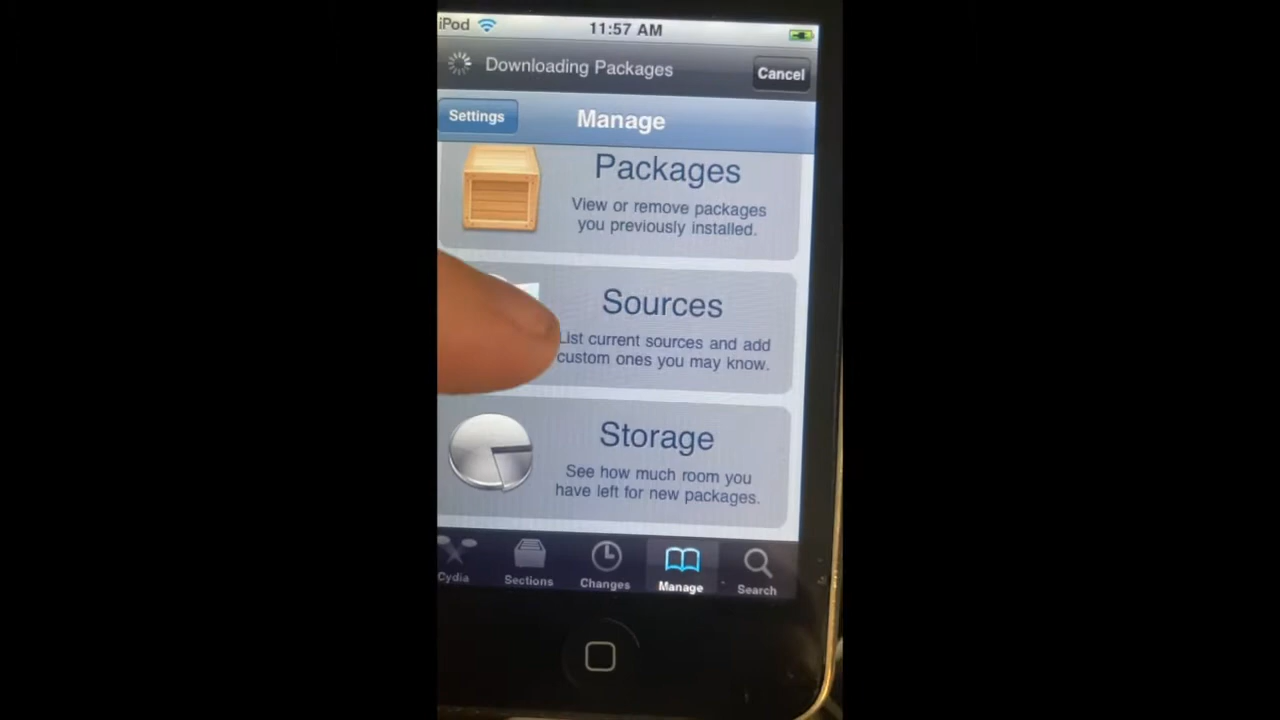 iPod
11:57 AM
Downloading Packages
Cancel
Settings
Manage
Packages
View or remove packages
you previously installed.
Sources
List current sources and add
custom ones you may know.
Storage
See how much room you
have left for new packages.
Cydia
Sections
Changes
Manage
Search